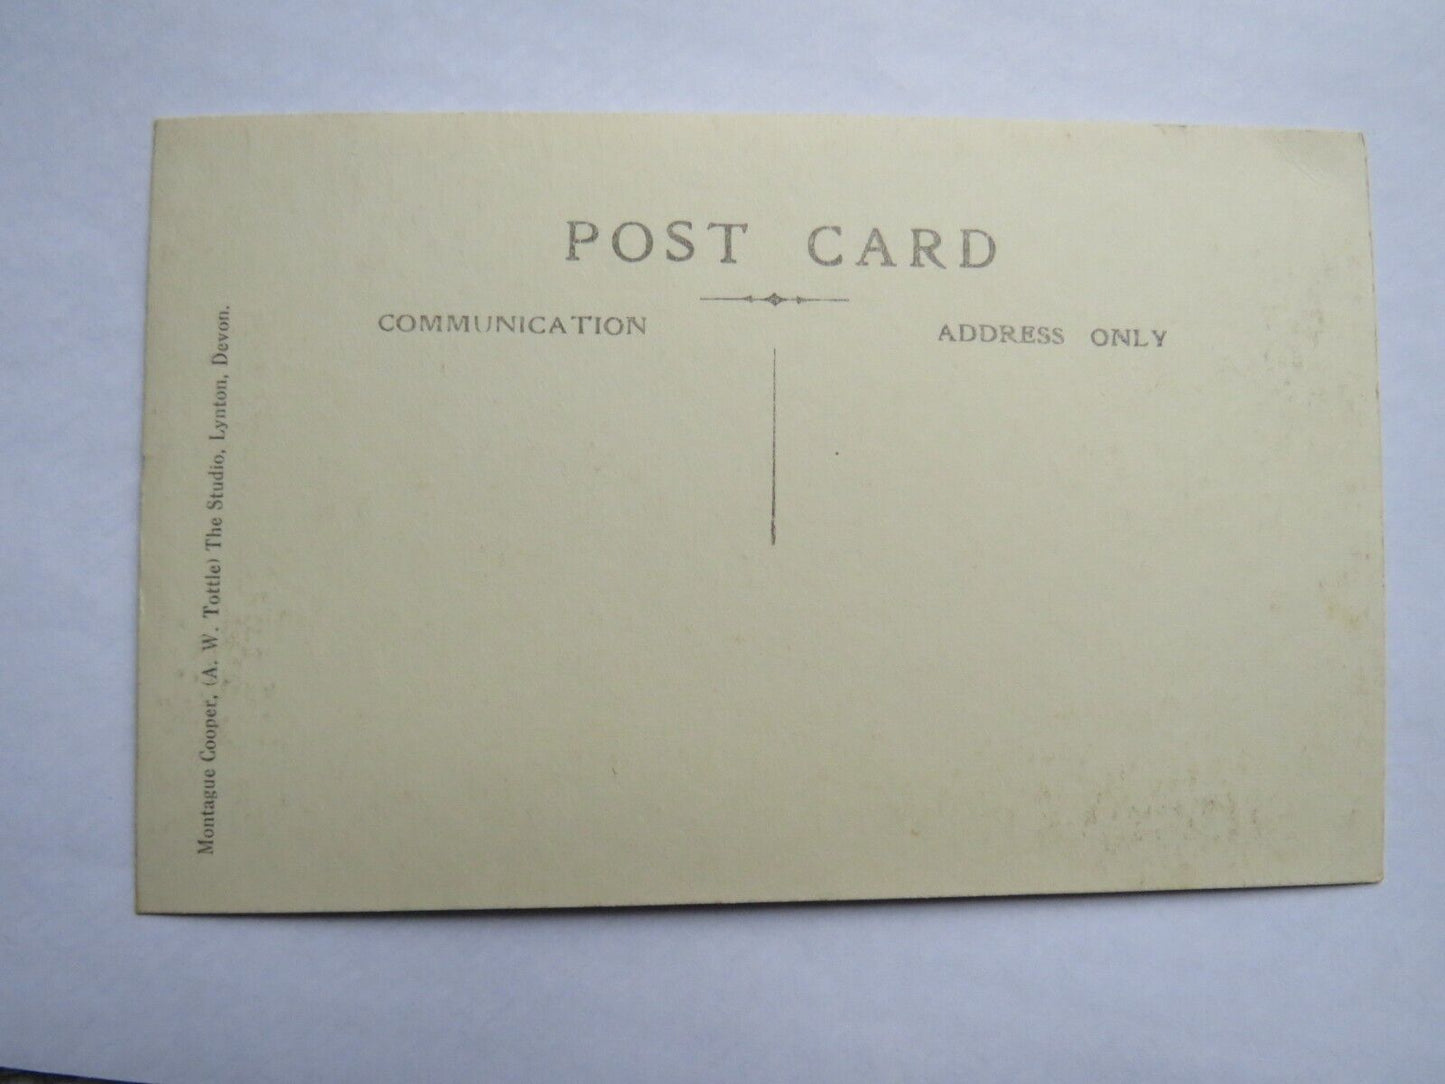 POST CARD
COMMUNICATION
ADDRESS ONLY
Montague Cooper, (A. W. Tottle) The Studio, Lynton, Devon.